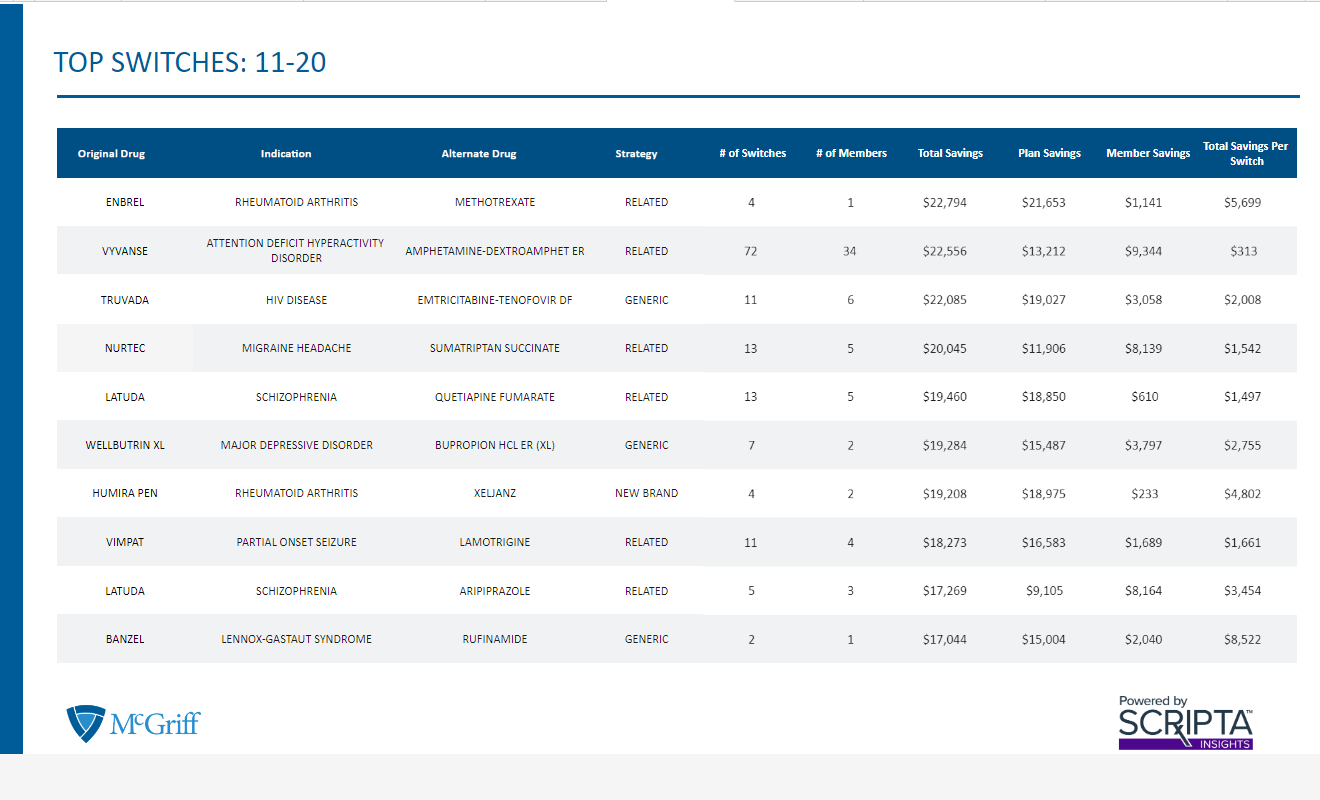 TOP SWITCHES: 11-20
Original Drug Indication Alternate Drug Strategy # of Switches # of Members Total Savings Plan Savings Member Savings Total Savings Per Switch
ENBREL RHEUMATOID ARTHRITIS METHOTREXATE RELATED 4 1 $22,794 $21,653 $1,141 $5,699
VYVANSE ATTENTION DEFICIT HYPERACTIVITY DISORDER AMPHETAMINE-DEXTROAMPHET ER RELATED 72 34 $22,556 $13,212 $9,344 $313
TRUVADA HIV DISEASE EMTRICITABINE-TENOFOVIR DF GENERIC 11 6 $22,085 $19,027 $3,058 $2,008
NURTEC MIGRAINE HEADACHE SUMATRIPTAN SUCCINATE RELATED 13 5 $20,045 $11,906 $8,139 $1,542
LATUDA SCHIZOPHRENIA QUETIAPINE FUMARATE RELATED 13 5 $19,460 $18,850 $610 $1,497
WELLBUTRIN XL MAJOR DEPRESSIVE DISORDER BUPROPION HCL ER (XL) GENERIC 7 2 $19,284 $15,487 $3,797 $2,755
HUMIRA PEN RHEUMATOID ARTHRITIS XELJANZ NEW BRAND 4 2 $19,208 $18,975 $233 $4,802
VIMPAT PARTIAL ONSET SEIZURE LAMOTRIGINE RELATED 11 4 $18,273 $16,583 $1,689 $1,661
LATUDA SCHIZOPHRENIA ARIPIPRAZOLE RELATED 5 3 $17,269 $9,105 $8,164 $3,454
BANZEL LENNOX-GASTAUT SYNDROME RUFINAMIDE GENERIC 2 1 $17,044 $15,004 $2,040 $8,522
McGriff
Powered by
SCRIPTA™
INSIGHTS